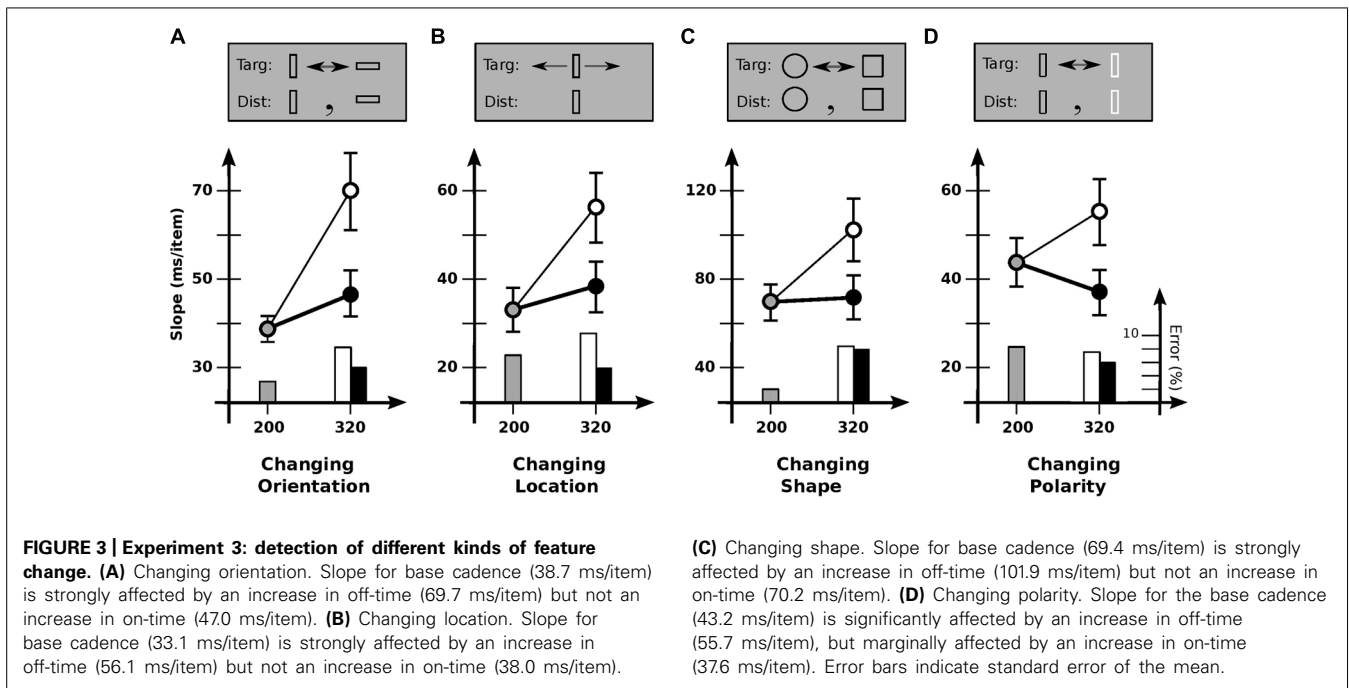 A
B
C
D
Targ:
Dist:
,
Targ:
Dist:
Targ:
Dist:
,
Targ:
Dist:
,
Slope (ms/item)
70
50
30
200
320
Changing
Orientation
60
40
20
200
320
Changing
Location
120
80
40
200
320
Changing
Shape
60
40
20
200
320
10
Error (%)
Changing
Polarity
FIGURE 3 | Experiment 3: detection of different kinds of feature
change. (A) Changing orientation. Slope for base cadence (38.7 ms/item)
is strongly affected by an increase in off-time (69.7 ms/item) but not an
increase in on-time (47.0 ms/item). (B) Changing location. Slope for
base cadence (33.1 ms/item) is strongly affected by an increase in
off-time (56.1 ms/item) but not an increase in on-time (38.0 ms/item).
(C) Changing shape. Slope for base cadence (69.4 ms/item) is strongly
affected by an increase in off-time (101.9 ms/item) but not an increase in
on-time (70.2 ms/item). (D) Changing polarity. Slope for the base cadence
(43.2 ms/item) is significantly affected by an increase in off-time
(55.7 ms/item), but marginally affected by an increase in on-time
(37.6 ms/item). Error bars indicate standard error of the mean.